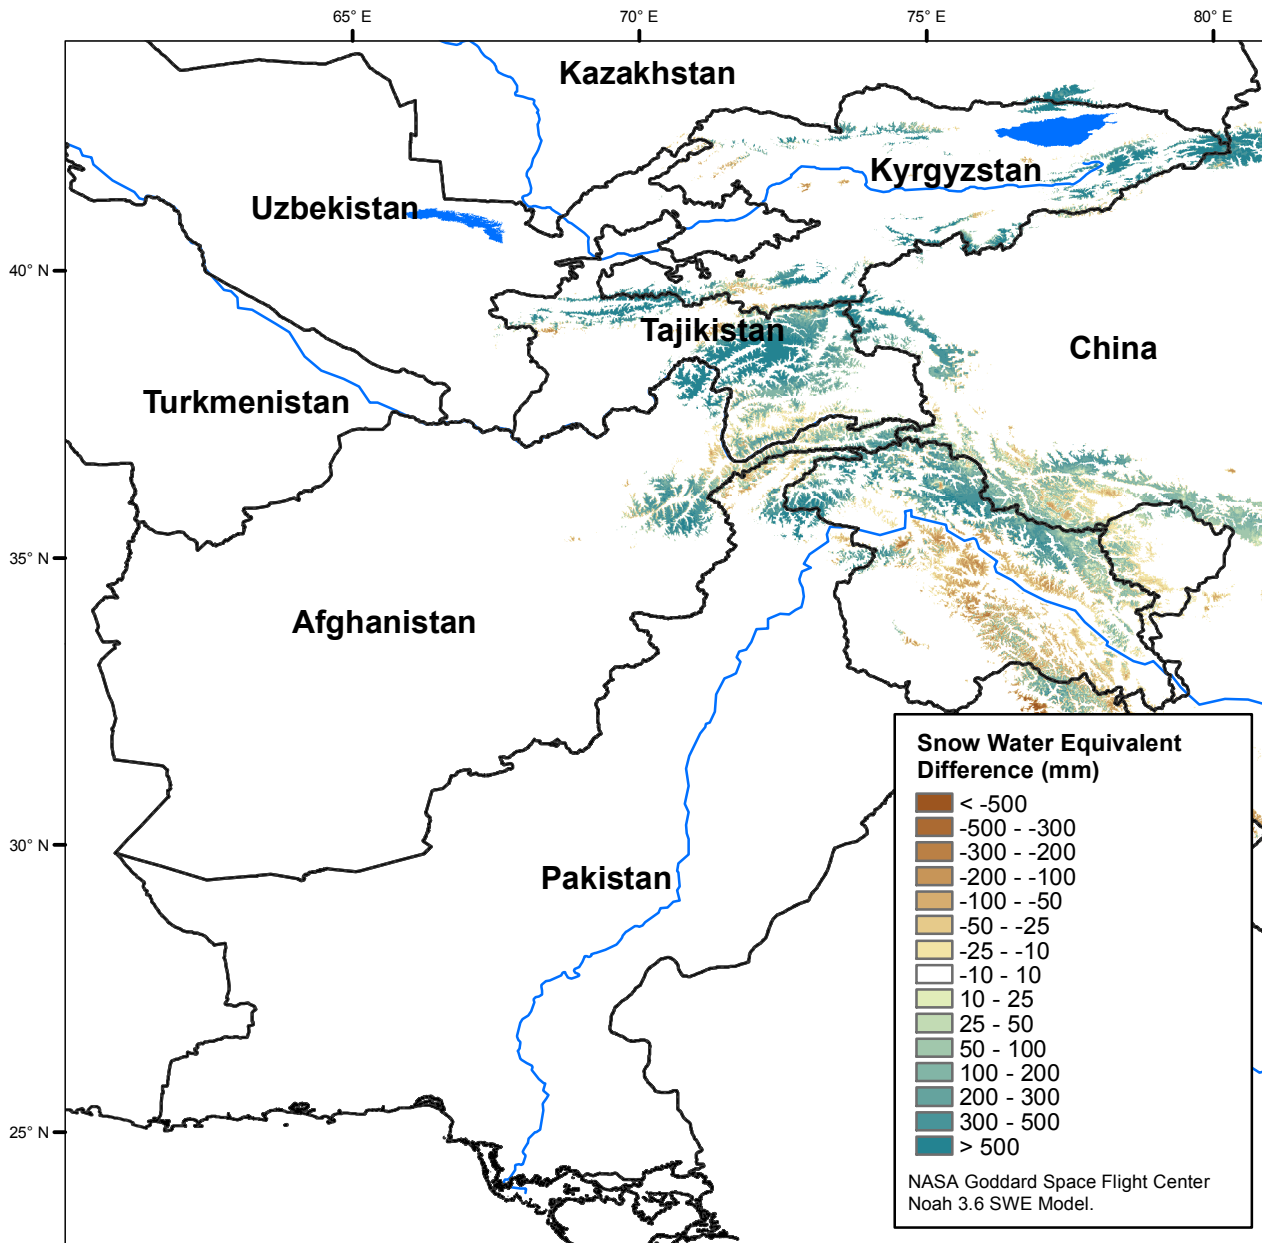 65° E
70° E
75° E
80° E
Kazakhstan
Kyrgyzstan
Uzbekistan
40° N
Tajikistan
China
Turkmenistan
35° N
Afghanistan
30° N
Pakistan
25° N
Snow Water Equivalent
Difference (mm)
< -500
-500 - -300
-300 - -200
-200 - -100
-100 - -50
-50 - -25
-25 - -10
-10 - 10
10 - 25
25 - 50
50 - 100
100 - 200
200 - 300
300 - 500
> 500
NASA Goddard Space Flight Center
Noah 3.6 SWE Model.